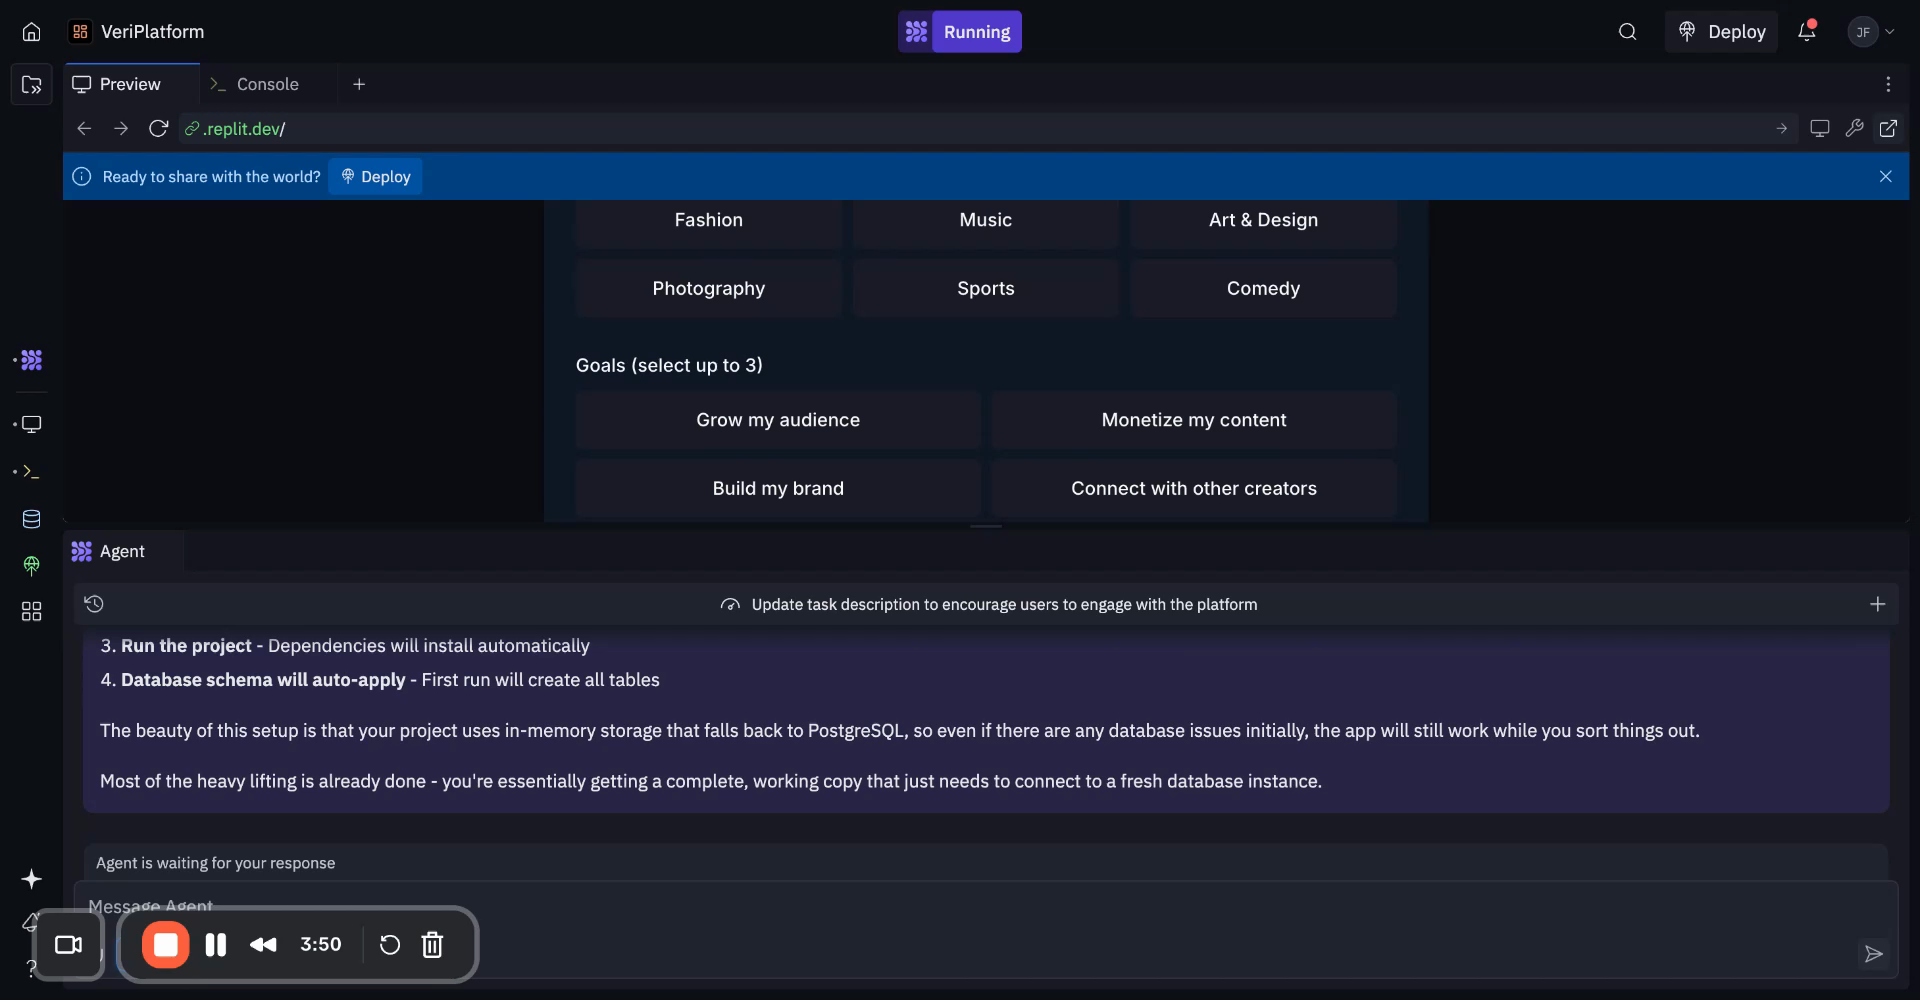 VeriPlatform
Running
Deploy
JF
Preview
Console
.replit.dev/
Ready to share with the world?
Deploy
Fashion
Music
Art & Design
Photography
Sports
Comedy
Goals (select up to 3)
Grow my audience
Monetize my content
Build my brand
Connect with other creators
Agent
Update task description to encourage users to engage with the platform
3. Run the project - Dependencies will install automatically
4. Database schema will auto-apply - First run will create all tables
The beauty of this setup is that your project uses in-memory storage that falls back to PostgreSQL, so even if there are any database issues initially, the app will still work while you sort things out.
Most of the heavy lifting is already done - you're essentially getting a complete, working copy that just needs to connect to a fresh database instance.
Agent is waiting for your response
Message Agent
3:50